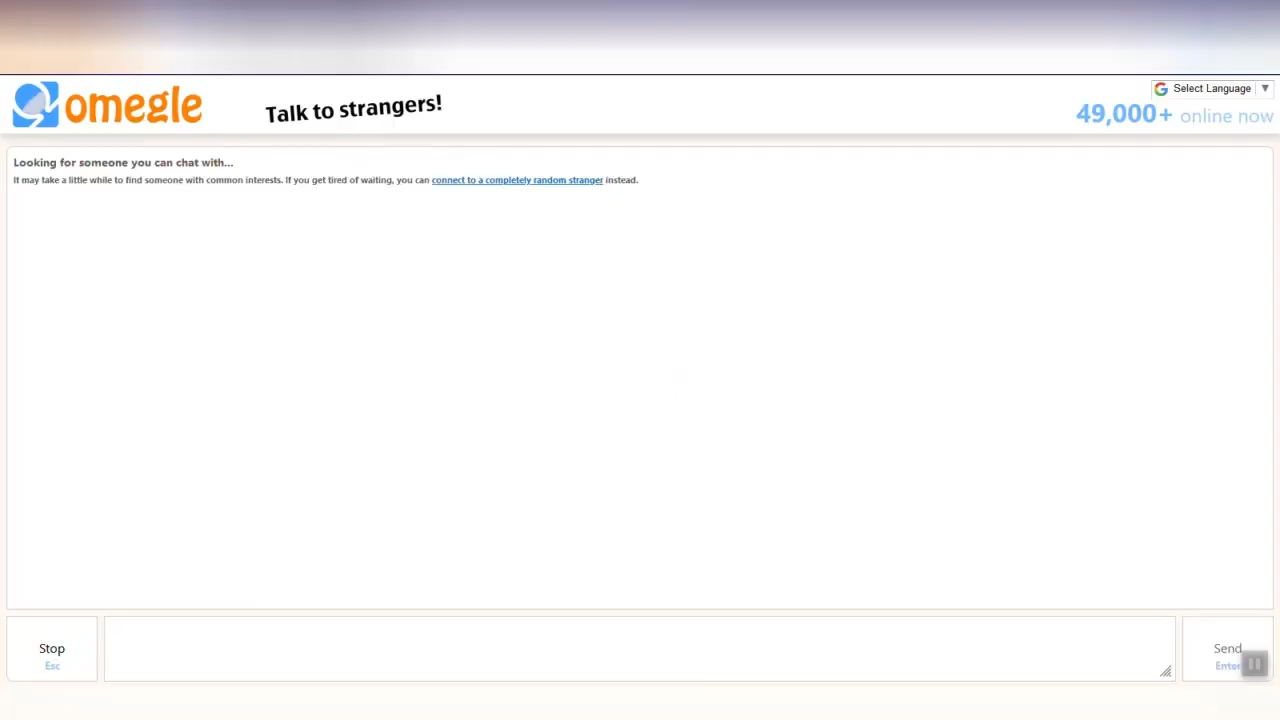 omegle
Talk to strangers!
Select Language ▼
49,000+ online now
Looking for someone you can chat with...
It may take a little while to find someone with common interests. If you get tired of waiting, you can connect to a completely random stranger instead.
Stop
Esc
Send
Enter